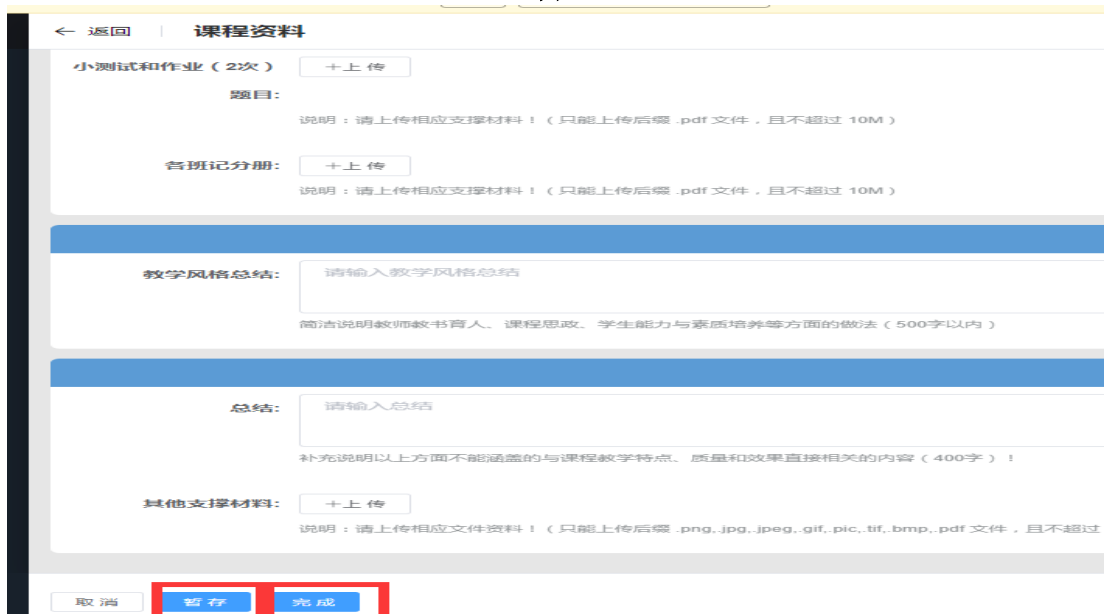 ← 返回 课程资料
小测试和作业（2次） +上传
题目:
说明：请上传相应支撑材料！（只能上传后缀 .pdf 文件，且不超过 10M）
各班记分册: +上传
说明：请上传相应支撑材料！（只能上传后缀 .pdf 文件，且不超过 10M）
教学风格总结: 请输入教学风格总结
简洁说明教师教书育人、课程思政、学生能力与素质培养等方面的做法（500字以内）
总结: 请输入总结
补充说明以上方面不能涵盖的与课程教学特点、质量和效果直接相关的内容（400字）！
其他支撑材料: +上传
说明：请上传相应文件资料！（只能上传后缀 .png,.jpg,.jpeg,.gif,.pic,.tif,.bmp,.pdf 文件，且不超过
取消 暂存 完成